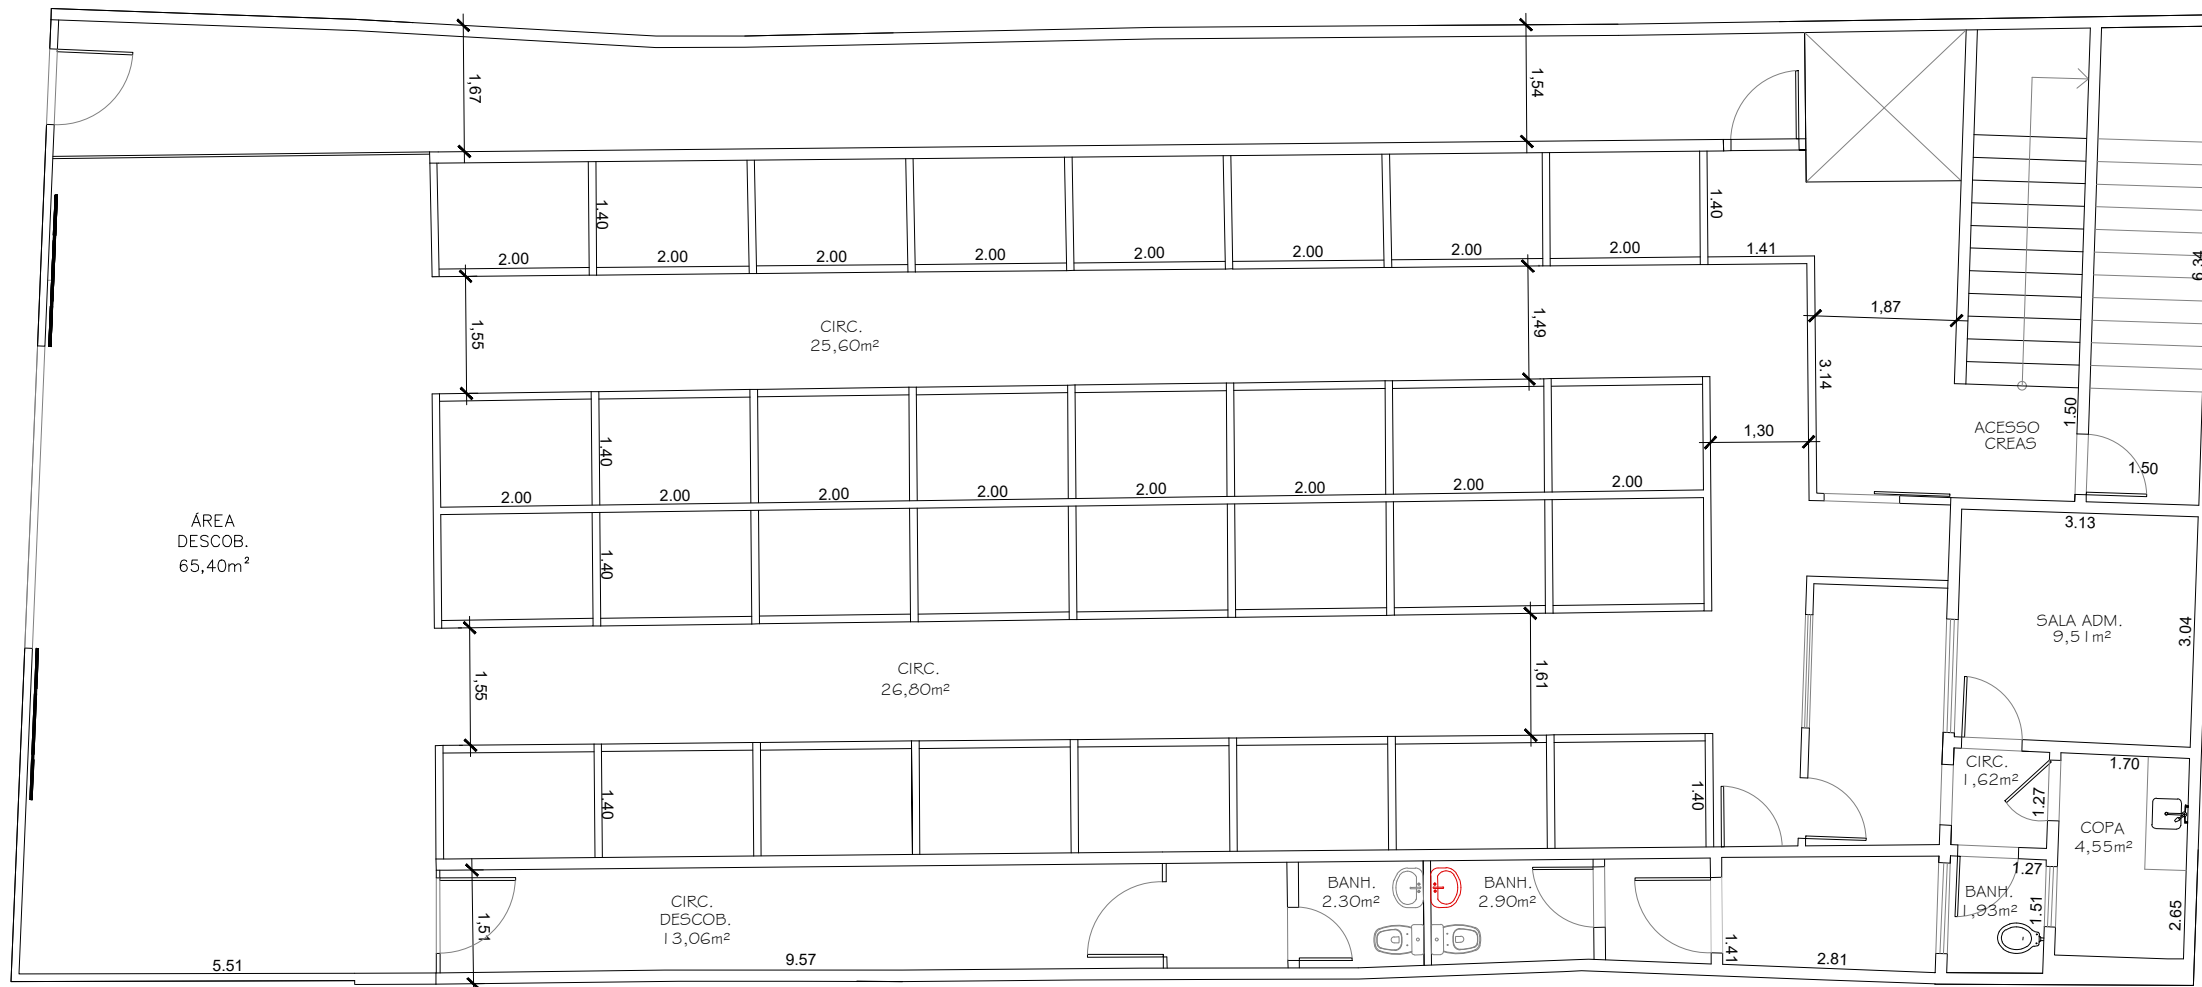 1,67
1,54
1.40
1.40
2.00
2.00
2.00
2.00
2.00
2.00
2.00
2.00
1.41
6.34
1,55
CIRC.
25,60m²
1,49
1,87
3.14
1.50
ACESSO
CREAS
1,30
1.40
1.50
2.00
2.00
2.00
2.00
2.00
2.00
2.00
2.00
ÁREA
DESCOB.
65,40m²
1.40
3.13
SALA ADM.
9,51m²
3.04
1,55
CIRC.
26,80m²
1,61
1.40
1.40
CIRC.
1,62m²
1.70
1.27
COPA
4,55m²
1.27
BANH.
1,93m²
1.51
2.65
CIRC.
DESCOB.
13,06m²
1,51
BANH.
2.30m²
BANH.
2.90m²
1.41
5.51
9.57
2.81